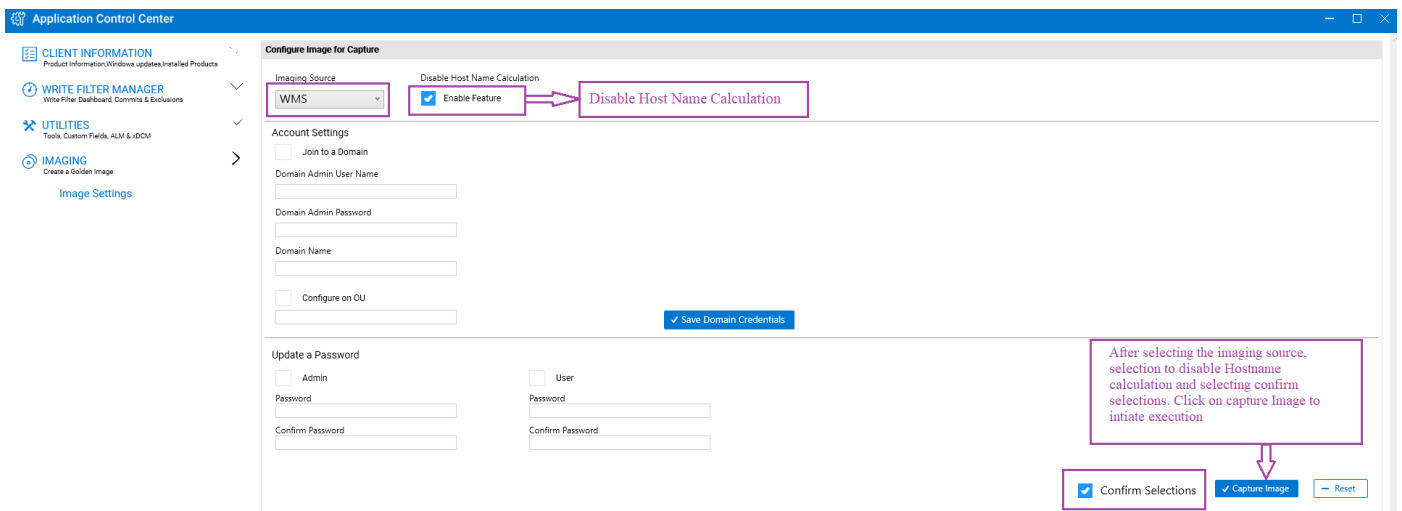 Application Control Center
CLIENT INFORMATION
Product Information,Windows updates,Installed Products
WRITE FILTER MANAGER
Write Filter Dashboard, Commits & Exclusions
UTILITIES
Tools, Custom Fields, ALM & xDCM
IMAGING
Create a Golden Image
Image Settings
Configure Image for Capture
Imaging Source
Disable Host Name Calculation
WMS
Enable Feature
Disable Host Name Calculation
Account Settings
Join to a Domain
Domain Admin User Name
Domain Admin Password
Domain Name
Configure on OU
Save Domain Credentials
Update a Password
Admin
User
Password
Password
Confirm Password
Confirm Password
After selecting the imaging source,
selection to disable Hostname
calculation and selecting confirm
selections. Click on capture Image to
intiate execution
Confirm Selections
Capture Image
Reset